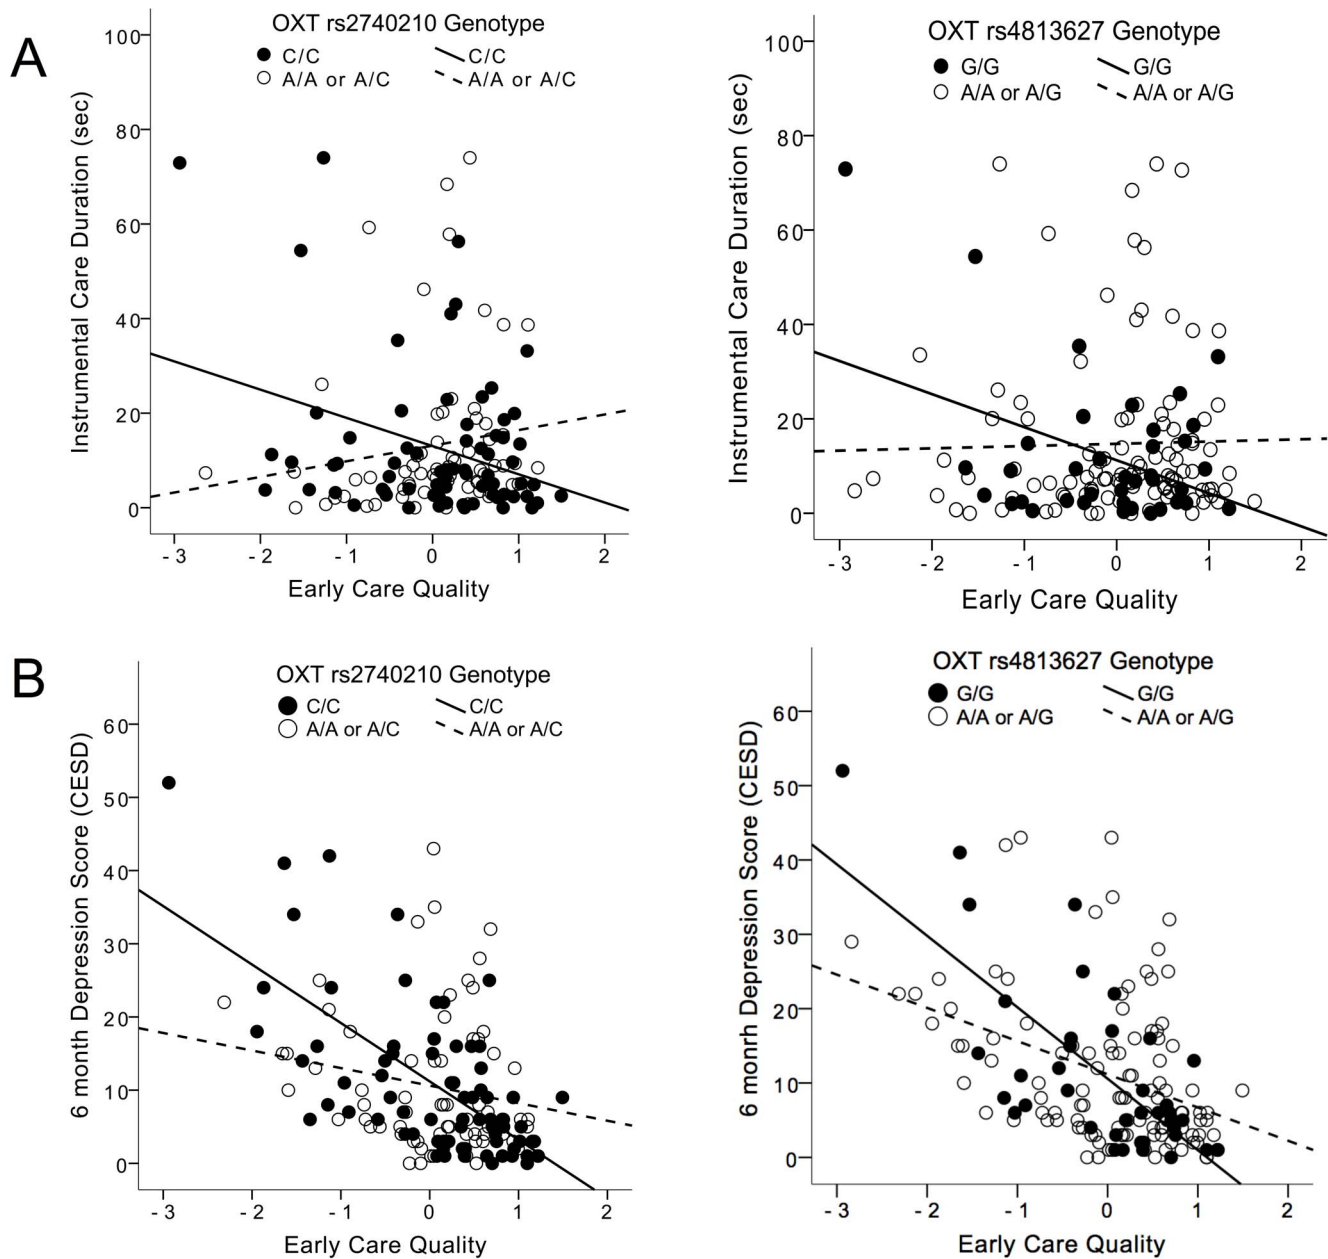 A
OXT rs2740210 Genotype
C/C C/C
A/A or A/C A/A or A/C
Instrumental Care Duration (sec)
100
80
60
40
20
0
- 3 - 2 - 1 0 1 2
Early Care Quality
OXT rs4813627 Genotype
G/G G/G
A/A or A/G A/A or A/G
Instrumental Care Duration (sec)
100
80
60
40
20
0
- 3 - 2 - 1 0 1 2
Early Care Quality
B
OXT rs2740210 Genotype
C/C C/C
A/A or A/C A/A or A/C
6 month Depression Score (CESD)
60
50
40
30
20
10
0
- 3 - 2 - 1 0 1 2
Early Care Quality
OXT rs4813627 Genotype
G/G G/G
A/A or A/G A/A or A/G
6 monrh Depression Score (CESD)
60
50
40
30
20
10
0
- 3 - 2 - 1 0 1 2
Early Care Quality